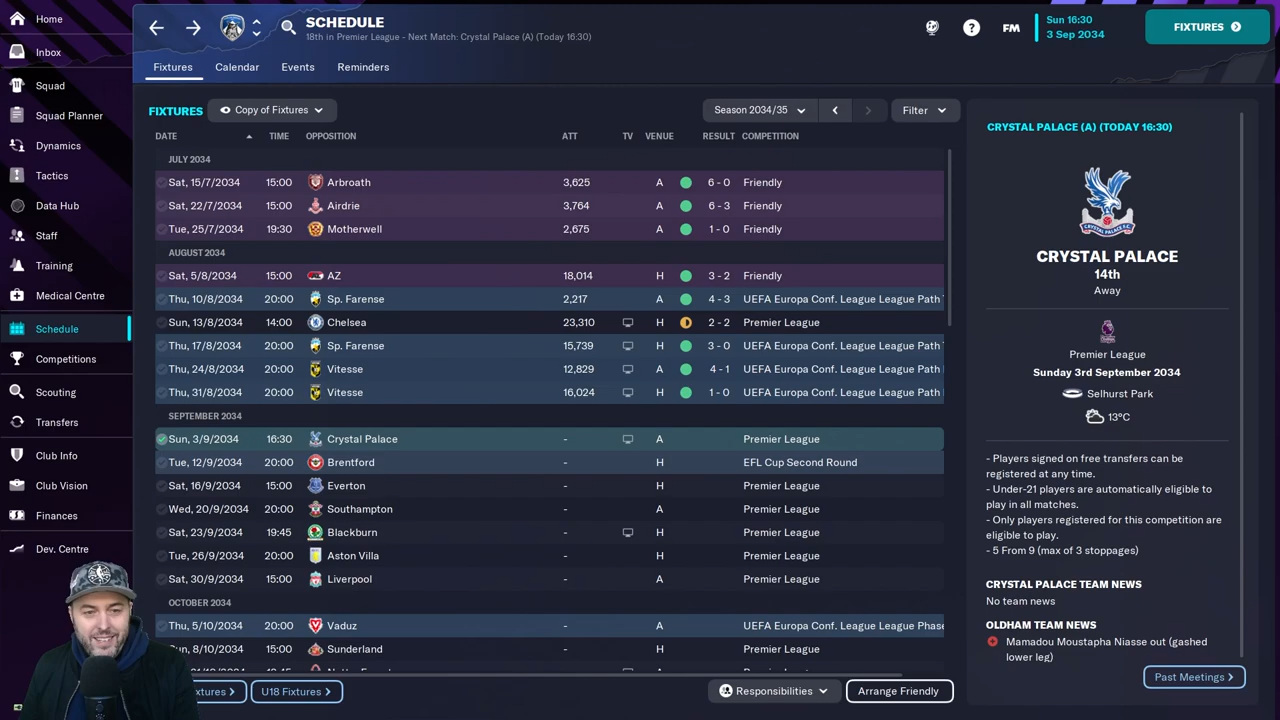 Home
Inbox
Squad
Squad Planner
Dynamics
Tactics
Data Hub
Staff
Training
Medical Centre
Schedule
Competitions
Scouting
Transfers
Club Info
Club Vision
Finances
Dev. Centre
SCHEDULE
18th in Premier League - Next Match: Crystal Palace (A) (Today 16:30)
FM
Sun 16:30
3 Sep 2034
FIXTURES
Fixtures Calendar Events Reminders
FIXTURES Copy of Fixtures Season 2034/35 Filter
DATE TIME OPPOSITION ATT TV VENUE RESULT COMPETITION
JULY 2034
Sat, 15/7/2034 15:00 Arbroath 3,625 A 6 - 0 Friendly
Sat, 22/7/2034 15:00 Airdrie 3,764 A 6 - 3 Friendly
Tue, 25/7/2034 19:30 Motherwell 2,675 A 1 - 0 Friendly
AUGUST 2034
Sat, 5/8/2034 15:00 AZ 18,014 H 3 - 2 Friendly
Thu, 10/8/2034 20:00 Sp. Farense 2,217 A 4 - 3 UEFA Europa Conf. League League Path
Sun, 13/8/2034 14:00 Chelsea 23,310 H 2 - 2 Premier League
Thu, 17/8/2034 20:00 Sp. Farense 15,739 H 3 - 0 UEFA Europa Conf. League League Path
Thu, 24/8/2034 20:00 Vitesse 12,829 A 4 - 1 UEFA Europa Conf. League League Path
Thu, 31/8/2034 20:00 Vitesse 16,024 H 1 - 0 UEFA Europa Conf. League League Path
SEPTEMBER 2034
Sun, 3/9/2034 16:30 Crystal Palace - A Premier League
Tue, 12/9/2034 20:00 Brentford - H EFL Cup Second Round
Sat, 16/9/2034 15:00 Everton - H Premier League
Wed, 20/9/2034 20:00 Southampton - A Premier League
Sat, 23/9/2034 19:45 Blackburn - H Premier League
Tue, 26/9/2034 20:00 Aston Villa - H Premier League
Sat, 30/9/2034 15:00 Liverpool - A Premier League
OCTOBER 2034
Thu, 5/10/2034 20:00 Vaduz - A UEFA Europa Conf. League League Phase
Sun, 8/10/2034 15:00 Sunderland - H Premier League
U18 Fixtures
Responsibilities
Arrange Friendly
CRYSTAL PALACE (A) (TODAY 16:30)
CRYSTAL PALACE
14th
Away
Premier League
Sunday 3rd September 2034
Selhurst Park
13°C
- Players signed on free transfers can be
registered at any time.
- Under-21 players are automatically eligible to
play in all matches.
- Only players registered for this competition are
eligible to play.
- 5 From 9 (max of 3 stoppages)
CRYSTAL PALACE TEAM NEWS
No team news
OLDHAM TEAM NEWS
Mamadou Moustapha Niasse out (gashed
lower leg)
Past Meetings